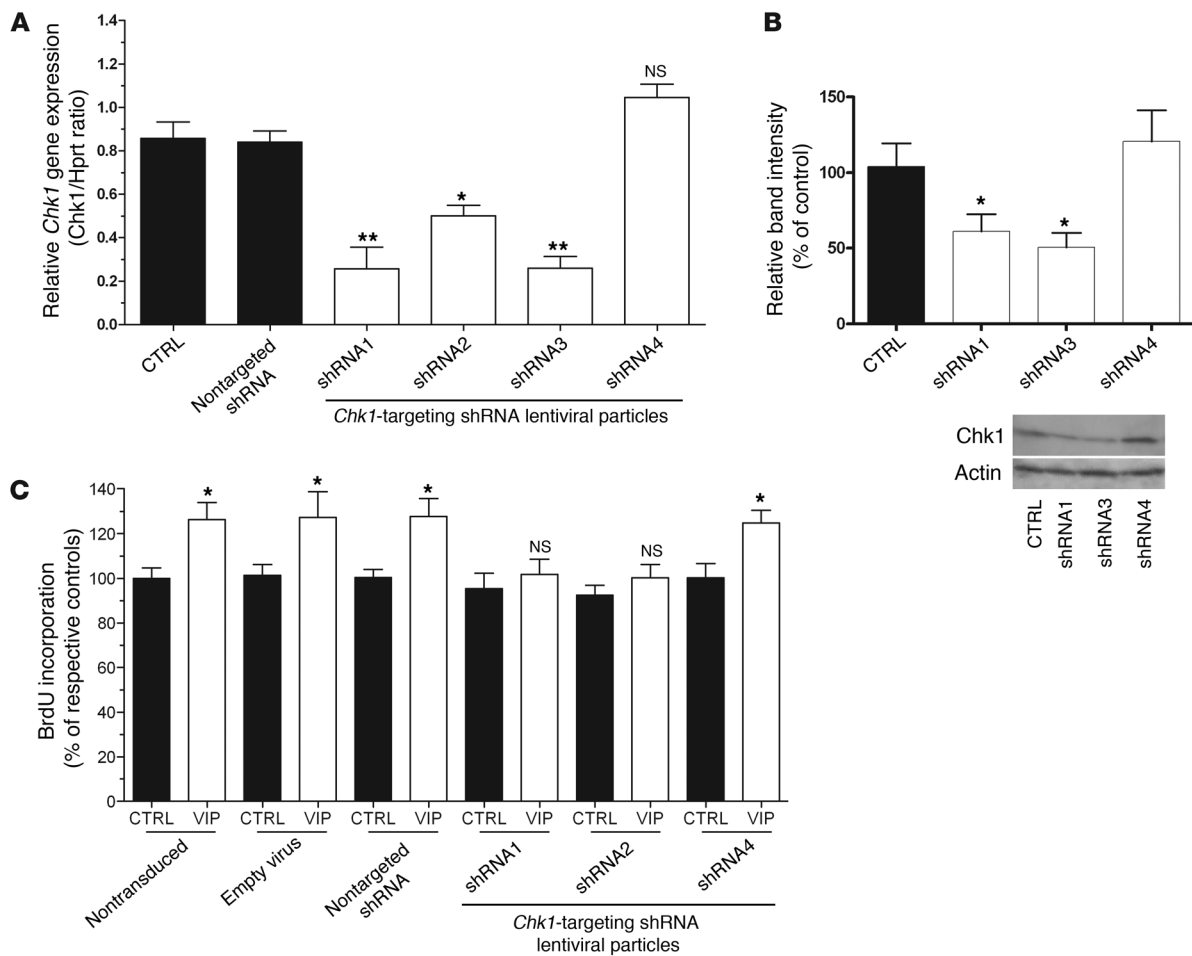 A
Relative Chk1 gene expression
(Chk1/Hprt ratio)
1.4
1.2
1.0
0.8
0.6
0.4
0.2
0.0
**
*
**
NS
CTRL
Nontargeted
shRNA
shRNA1
shRNA2
shRNA3
shRNA4
Chk1-targeting shRNA lentiviral particles
B
Relative band intensity
(% of control)
150
100
50
0
*
*
CTRL
shRNA1
shRNA3
shRNA4
Chk1
Actin
CTRL
shRNA1
shRNA3
shRNA4
C
BrdU incorporation
(% of respective controls)
140
120
100
80
60
40
20
0
*
*
*
NS
NS
*
CTRL VIP CTRL VIP CTRL VIP CTRL VIP CTRL VIP CTRL VIP
Nontransduced
Empty virus
Nontargeted
shRNA
shRNA1
shRNA2
shRNA4
Chk1-targeting shRNA
lentiviral particles